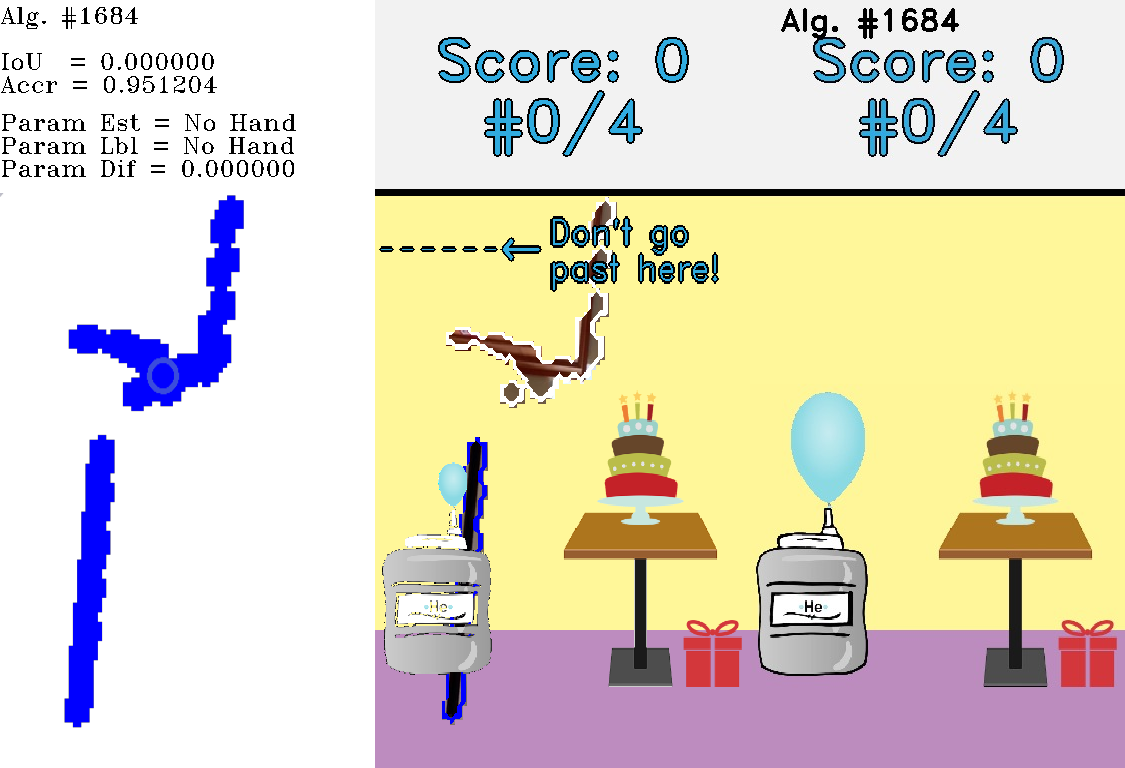 Alg. #1684
IoU = 0.000000
Accr = 0.951204
Param Est = No Hand
Param Lbl = No Hand
Param Dif = 0.000000
Score: 0
#0/4
Don't go
past here!
He
Alg. #1684
Score: 0
#0/4
He